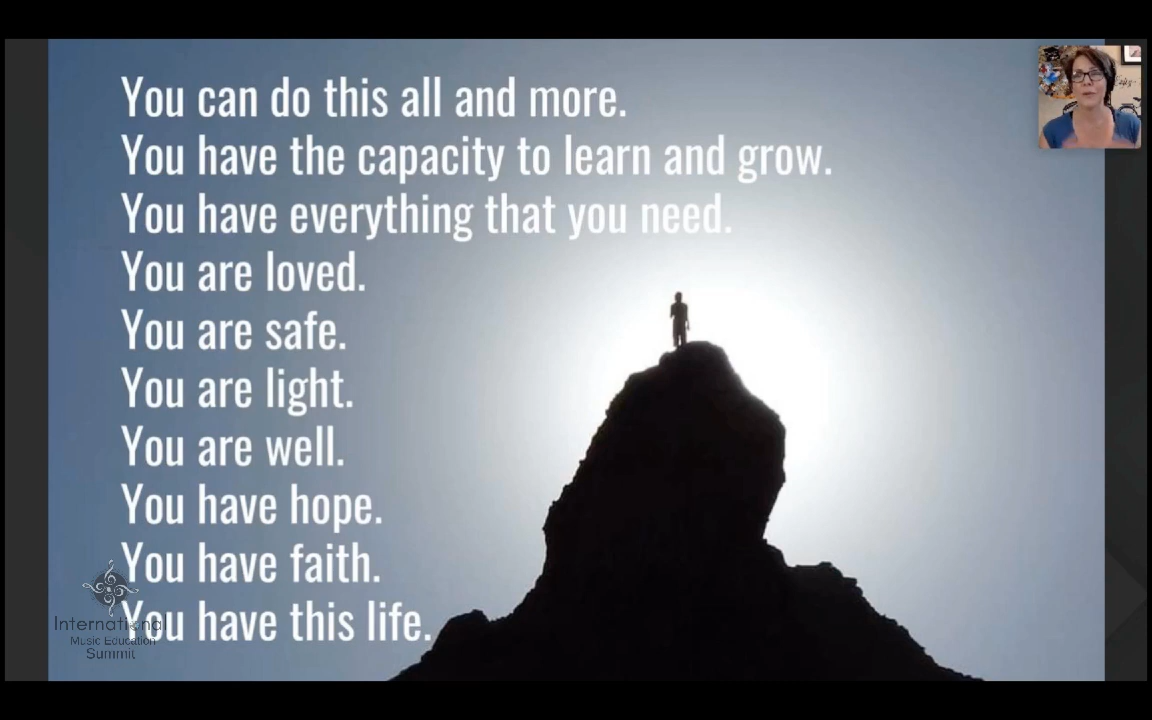 You can do this all and more.
You have the capacity to learn and grow.
You have everything that you need.
You are loved.
You are safe.
You are light.
You are well.
You have hope.
You have faith.
You have this life.
International
Music Education
Summit